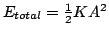 E_{total} = \frac{1}{2}KA^2